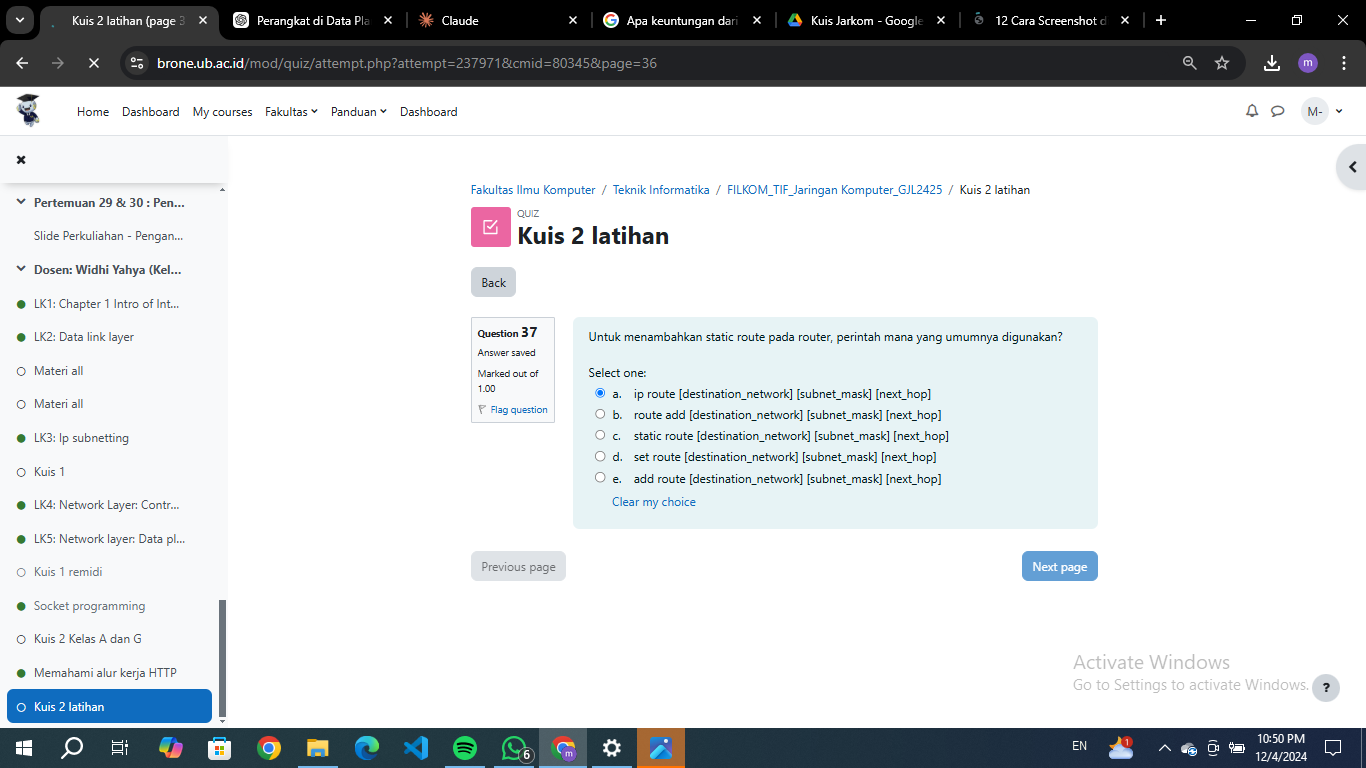 Kuis 2 latihan (page 3
Perangkat di Data Pla
Claude
Apa keuntungan dari
Kuis Jarkom - Google
12 Cara Screenshot d
brone.ub.ac.id/mod/quiz/attempt.php?attempt=237971&cmid=80345&page=36
m
Home Dashboard My courses Fakultas Panduan Dashboard
M-
Pertemuan 29 & 30 : Pen...
Slide Perkuliahan - Pengan...
Dosen: Widhi Yahya (Kel...
LK1: Chapter 1 Intro of Int...
LK2: Data link layer
Materi all
Materi all
LK3: Ip subnetting
Kuis 1
LK4: Network Layer: Contr...
LK5: Network layer: Data pl...
Kuis 1 remidi
Socket programming
Kuis 2 Kelas A dan G
Memahami alur kerja HTTP
Kuis 2 latihan
Fakultas Ilmu Komputer / Teknik Informatika / FILKOM_TIF_Jaringan Komputer_GJL2425 / Kuis 2 latihan
QUIZ
Kuis 2 latihan
Back
Question 37
Answer saved
Marked out of
1.00
Flag question
Untuk menambahkan static route pada router, perintah mana yang umumnya digunakan?
Select one:
a. ip route [destination_network] [subnet_mask] [next_hop]
b. route add [destination_network] [subnet_mask] [next_hop]
c. static route [destination_network] [subnet_mask] [next_hop]
d. set route [destination_network] [subnet_mask] [next_hop]
e. add route [destination_network] [subnet_mask] [next_hop]
Clear my choice
Previous page
Next page
Activate Windows
Go to Settings to activate Windows.
?
6
m
EN
1
10:50 PM
12/4/2024